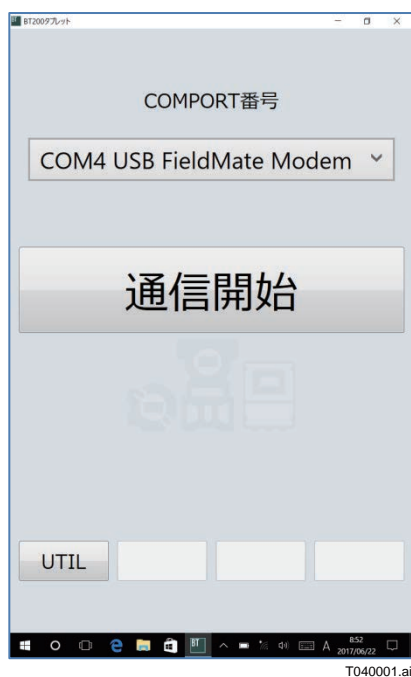 BT200タブレット
COMPORT番号
COM4 USB FieldMate Modem
通信開始
UTIL
BT
A
8:52
2017/06/22
T040001.ai